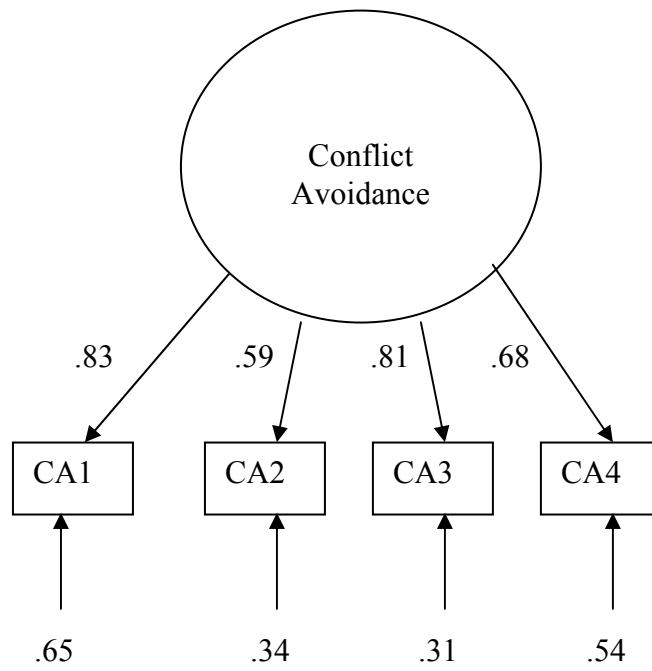 Conflict
Avoidance
.83
.59
.81
.68
CA1
CA2
CA3
CA4
.65
.34
.31
.54